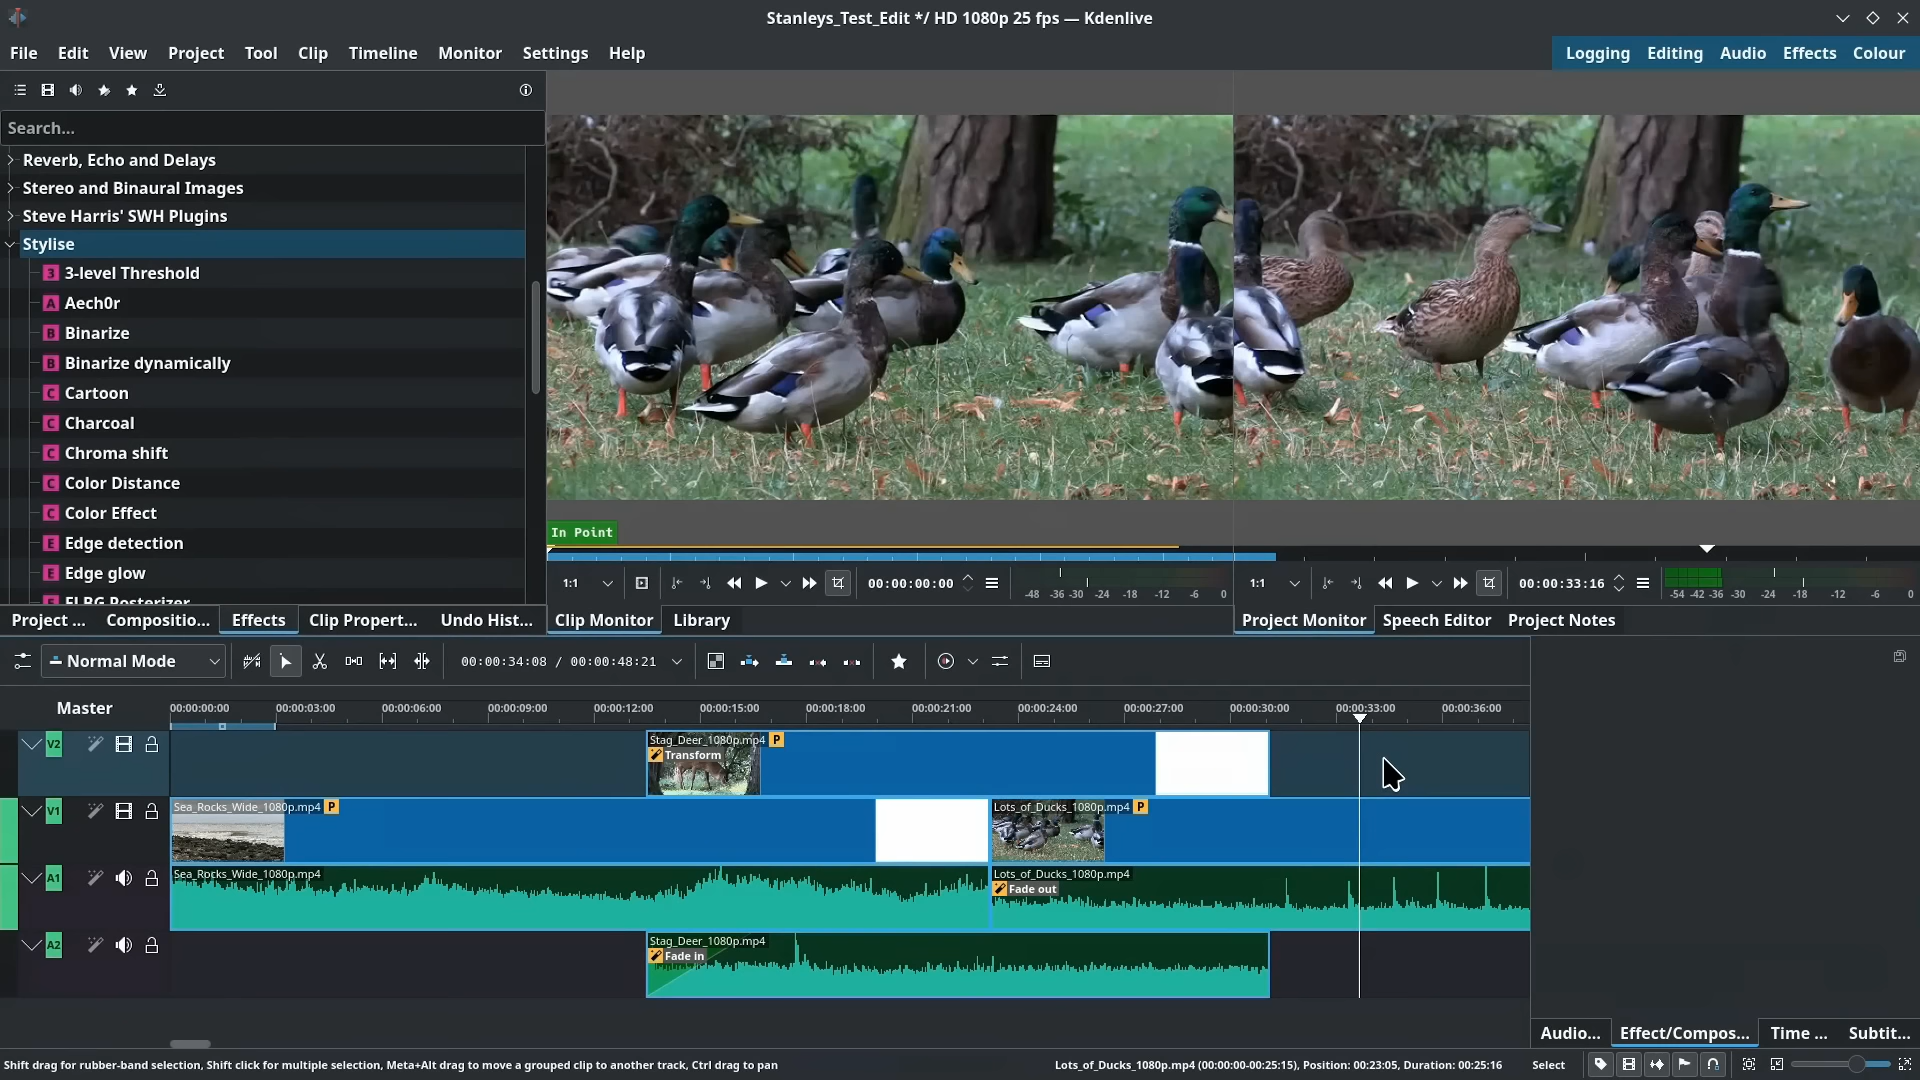 Stanleys_Test_Edit */ HD 1080p 25 fps — Kdenlive
File Edit View Project Tool Clip Timeline Monitor Settings Help
Logging Editing Audio Effects Colour
Search...
Reverb, Echo and Delays
Stereo and Binaural Images
Steve Harris' SWH Plugins
Stylise
3 3-level Threshold
A Aech0r
B Binarize
B Binarize dynamically
C Cartoon
C Charcoal
C Chroma shift
C Color Distance
C Color Effect
E Edge detection
E Edge glow
E ELBG Posterizer
Project ... Compositio... Effects Clip Propert... Undo Hist...
In Point
1:1 00:00:00:00 -48 -36 -30 -24 -18 -12 -6 0
1:1 00:00:33:16 -54 -42 -36 -30 -24 -18 -12 -6 0
Clip Monitor Library
Project Monitor Speech Editor Project Notes
Normal Mode 00:00:34:08 / 00:00:48:21
Master 00:00:00:00 00:00:03:00 00:00:06:00 00:00:09:00 00:00:12:00 00:00:15:00 00:00:18:00 00:00:21:00 00:00:24:00 00:00:27:00 00:00:30:00 00:00:33:00 00:00:36:00
V2 Stag_Deer_1080p.mp4 P
Transform
V1 Sea_Rocks_Wide_1080p.mp4 P Lots_of_Ducks_1080p.mp4 P
A1 Sea_Rocks_Wide_1080p.mp4 Lots_of_Ducks_1080p.mp4
Fade out
A2 Stag_Deer_1080p.mp4
Fade in
Audio... Effect/Compos... Time ... Subtit...
Shift drag for rubber-band selection, Shift click for multiple selection, Meta+Alt drag to move a grouped clip to another track, Ctrl drag to pan
Lots_of_Ducks_1080p.mp4 (00:00:00-00:25:15), Position: 00:23:05, Duration: 00:25:16 Select